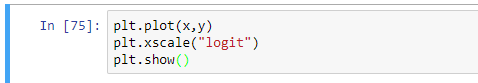 In [75]: plt.plot(x,y)
plt.xscale("logit")
plt.show()